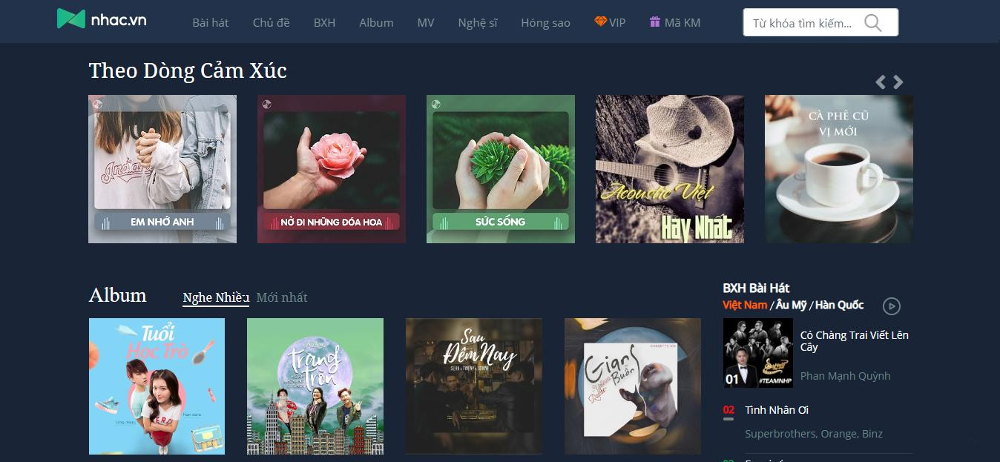 nhac.vn
Bài hát
Chủ đề
BXH
Album
MV
Nghệ sĩ
Hóng sao
VIP
Mã KM
Từ khóa tìm kiếm...
Theo Dòng Cảm Xúc
EM NHỚ ANH
NỞ ĐI NHỮNG ĐÓA HOA
SỨC SỐNG
Acoustic Việt
Hay Nhất
CÀ PHÊ CŨ
VỊ MỚI
Album
Nghe Nhiều
Mới nhất
Tuổi
Học Trò
Trăng
Tròn
Sau
Đêm Nay
Giam
Buồn
BXH Bài Hát
Việt Nam / Âu Mỹ / Hàn Quốc
01
#TEAMNHP
Có Chàng Trai Viết Lên
Cây
Phan Mạnh Quỳnh
02
Tình Nhân Ơi
Superbrothers, Orange, Binz